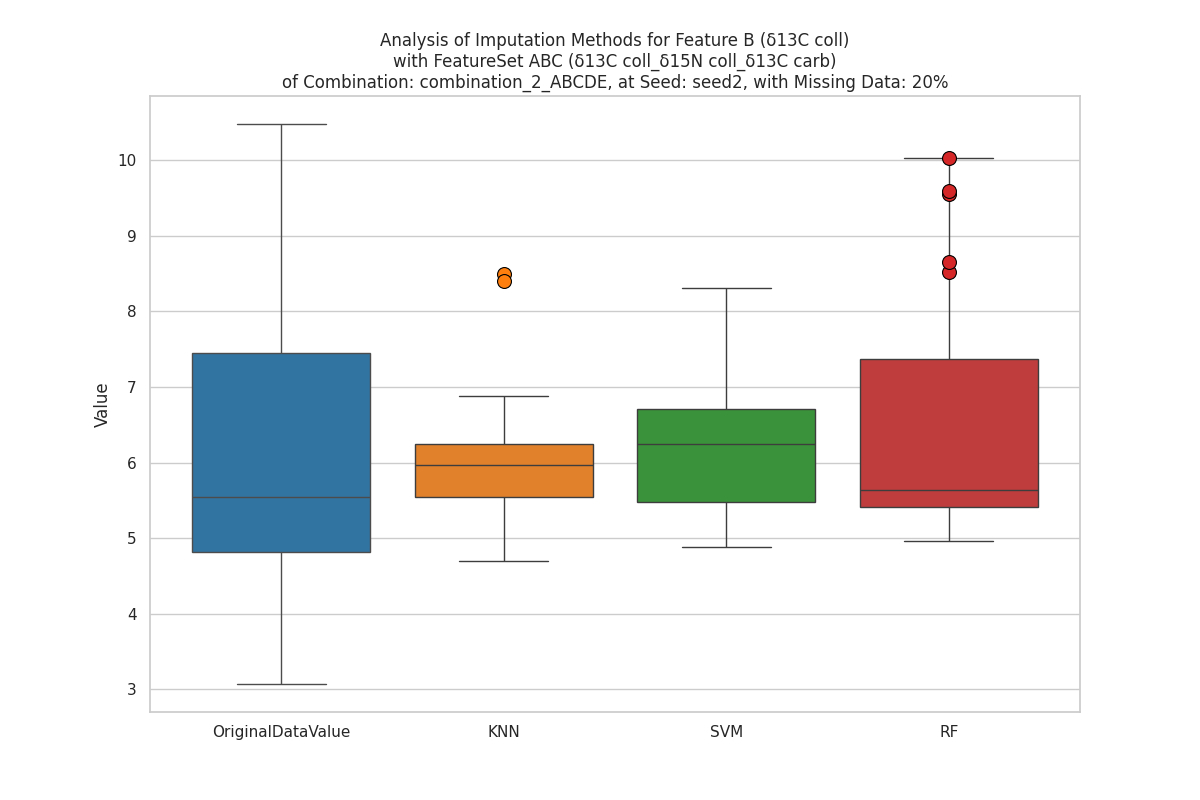 Analysis of Imputation Methods for Feature B (δ13C coll)
with FeatureSet ABC (δ13C coll_δ15N coll_δ13C carb)
of Combination: combination_2_ABCDE, at Seed: seed2, with Missing Data: 20%
10
9
8
7
6
5
4
3
Value
OriginalDataValue
KNN
SVM
RF